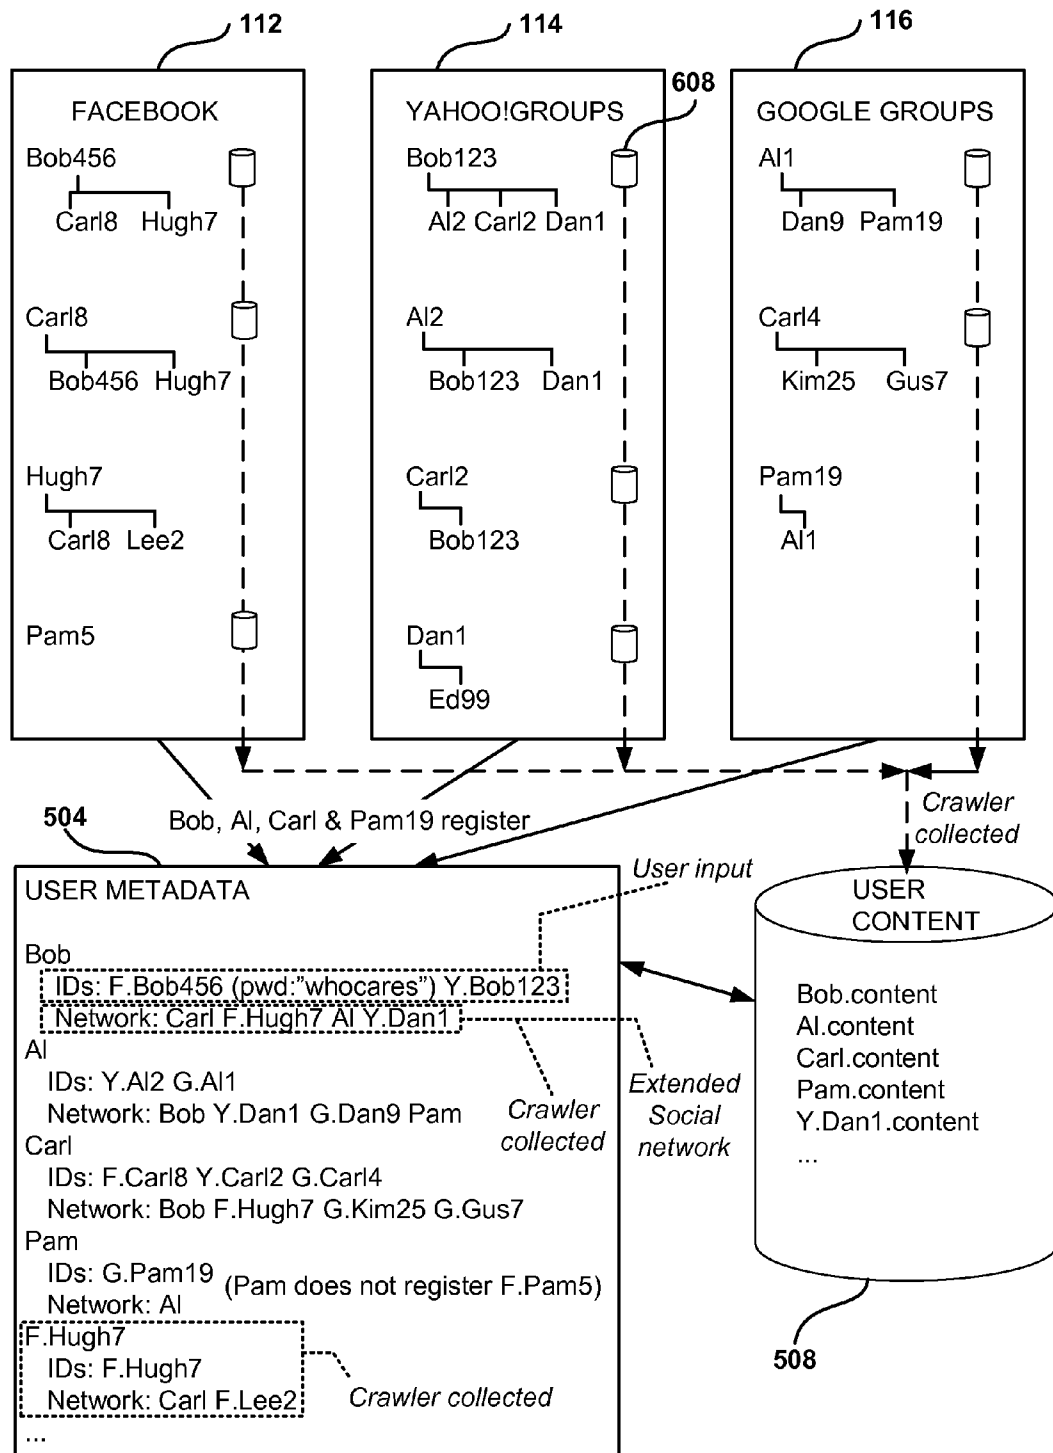 112
114
116
FACEBOOK
Bob456
Carl8 Hugh7
Carl8
Bob456 Hugh7
Hugh7
Carl8 Lee2
Pam5
YAHOO!GROUPS
608
Bob123
Al2 Carl2 Dan1
Al2
Bob123 Dan1
Carl2
Bob123
Dan1
Ed99
GOOGLE GROUPS
Al1
Dan9 Pam19
Carl4
Kim25 Gus7
Pam19
Al1
Bob, Al, Carl & Pam19 register
Crawler
collected
504
USER METADATA
User input
Bob
IDs: F.Bob456 (pwd:”whocares”) Y.Bob123
Network: Carl F.Hugh7 Al Y.Dan1
Al
IDs: Y.Al2 G.Al1
Network: Bob Y.Dan1 G.Dan9 Pam
Crawler
collected
Extended
Social
network
Carl
IDs: F.Carl8 Y.Carl2 G.Carl4
Network: Bob F.Hugh7 G.Kim25 G.Gus7
Pam
IDs: G.Pam19
(Pam does not register F.Pam5)
Network: Al
F.Hugh7
IDs: F.Hugh7
Network: Carl F.Lee2
Crawler collected
...
USER
CONTENT
Bob.content
Al.content
Carl.content
Pam.content
Y.Dan1.content
...
508